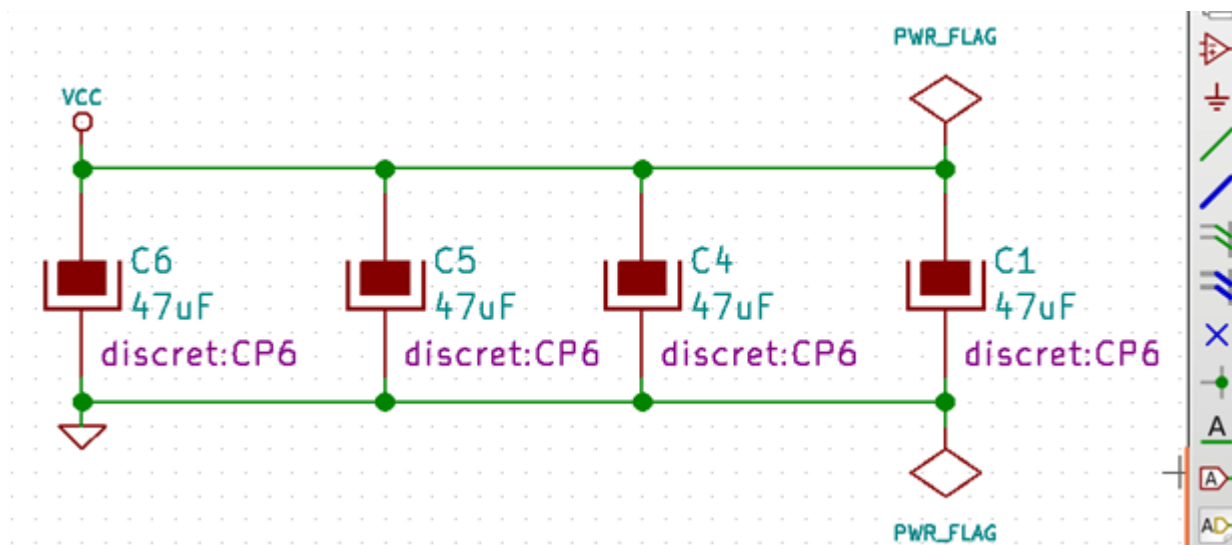 PWR_FLAG
VCC
C6
47uF
discret:CP6
C5
47uF
discret:CP6
C4
47uF
discret:CP6
C1
47uF
discret:CP6
PWR_FLAG
A
A
AD